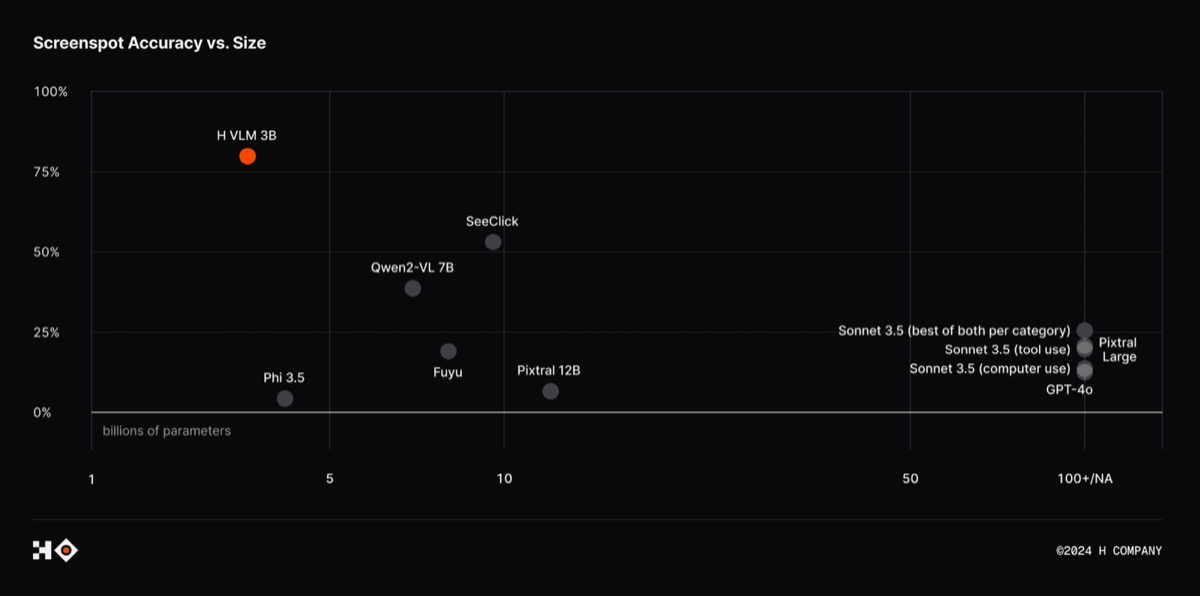 Screenspot Accuracy vs. Size
100%
H VLM 3B
75%
SeeClick
50%
Qwen2-VL 7B
25%
Sonnet 3.5 (best of both per category)
Pixtral
Large
Sonnet 3.5 (tool use)
Sonnet 3.5 (computer use)
Fuyu
Pixtral 12B
Phi 3.5
GPT-4o
0%
billions of parameters
1
5
10
50
100+/NA
H
©2024 H COMPANY